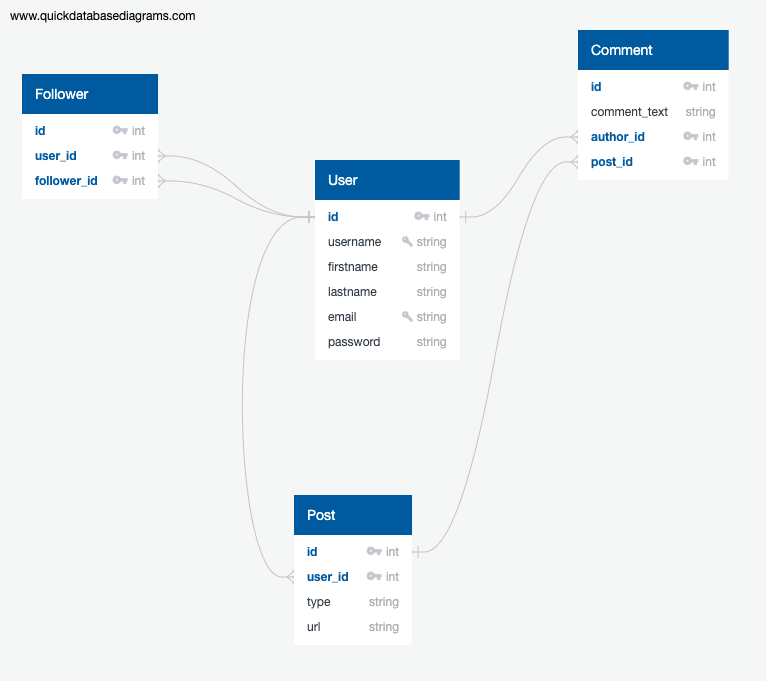 www.quickdatabasediagrams.com
Follower
id int
user_id int
follower_id int
User
id int
username string
firstname string
lastname string
email string
password string
Comment
id int
comment_text string
author_id int
post_id int
Post
id int
user_id int
type string
url string